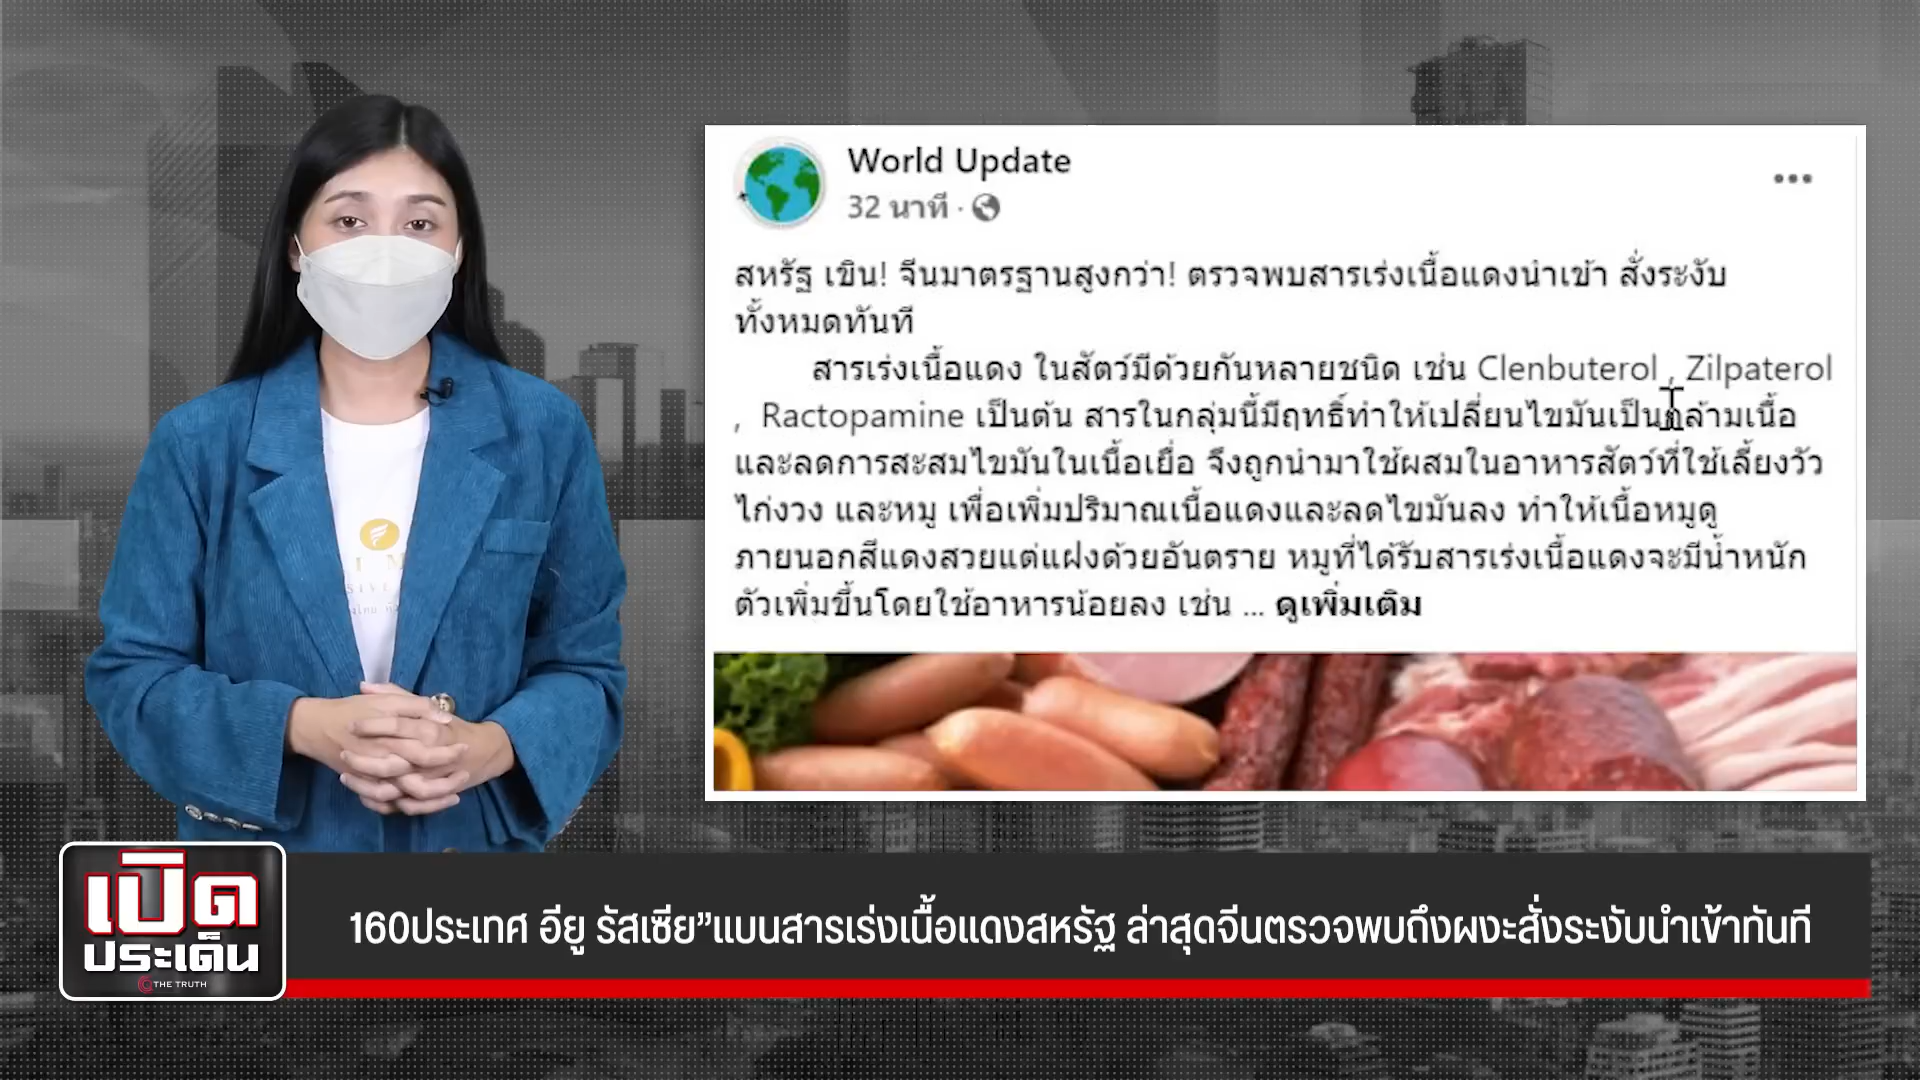 World Update
32 นาที ·
สหรัฐ เขิน! จีนมาตรฐานสูงกว่า! ตรวจพบสารเร่งเนื้อแดงนำเข้า สั่งระงับ
ทั้งหมดทันที
สารเร่งเนื้อแดง ในสัตว์มีด้วยกันหลายชนิด เช่น Clenbuterol , Zilpaterol
, Ractopamine เป็นต้น สารในกลุ่มนี้มีฤทธิ์ทำให้เปลี่ยนไขมันเป็นกล้ามเนื้อ
และลดการสะสมไขมันในเนื้อเยื่อ จึงถูกนำมาใช้ผสมในอาหารสัตว์ที่ใช้เลี้ยงวัว
ไก่งวง และหมู เพื่อเพิ่มปริมาณเนื้อแดงและลดไขมันลง ทำให้เนื้อหมูดู
ภายนอกสีแดงสวยแต่แฝงด้วยอันตราย หมูที่ได้รับสารเร่งเนื้อแดงจะมีน้ำหนัก
ตัวเพิ่มขึ้นโดยใช้อาหารน้อยลง เช่น ... ดูเพิ่มเติม
เปิด
ประเด็น
THE TRUTH
160ประเทศ อียู รัสเซีย”แบนสารเร่งเนื้อแดงสหรัฐ ล่าสุดจีนตรวจพบถึงผงะสั่งระงับนำเข้าทันที